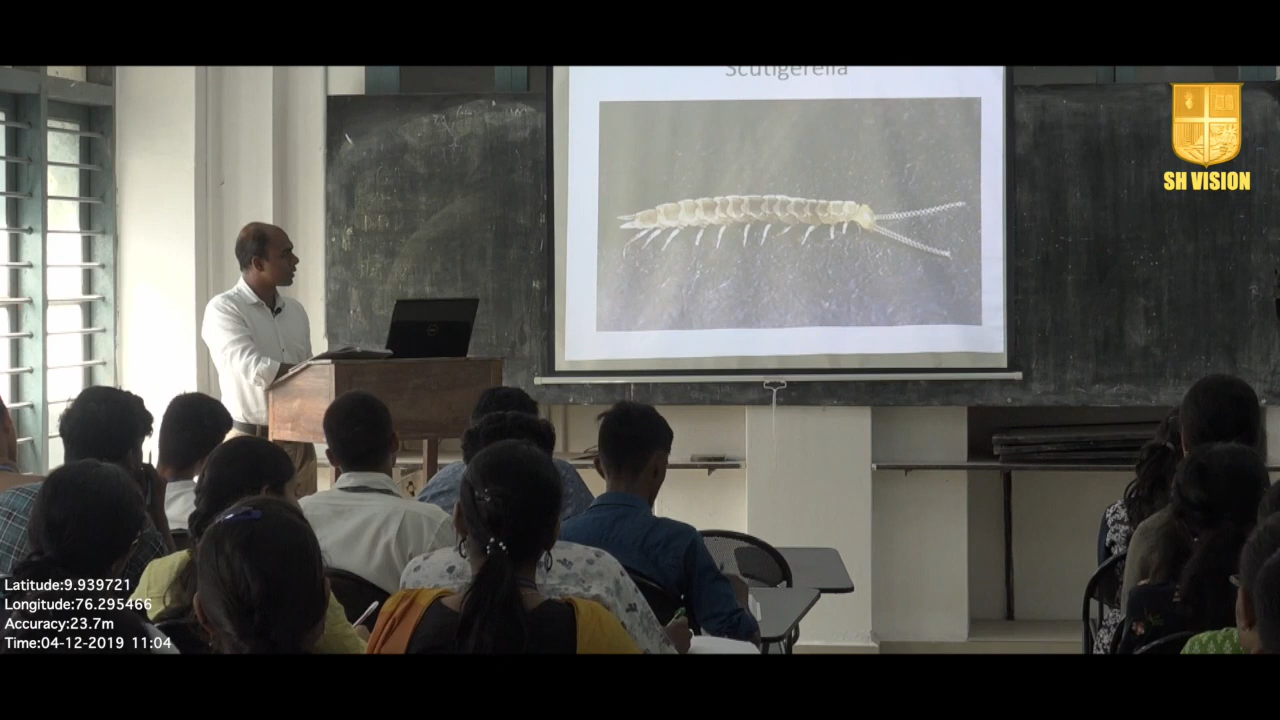 Scutigerella
SH VISION
Latitude:9.939721
Longitude:76.295466
Accuracy:23.7m
Time:04-12-2019 11:04